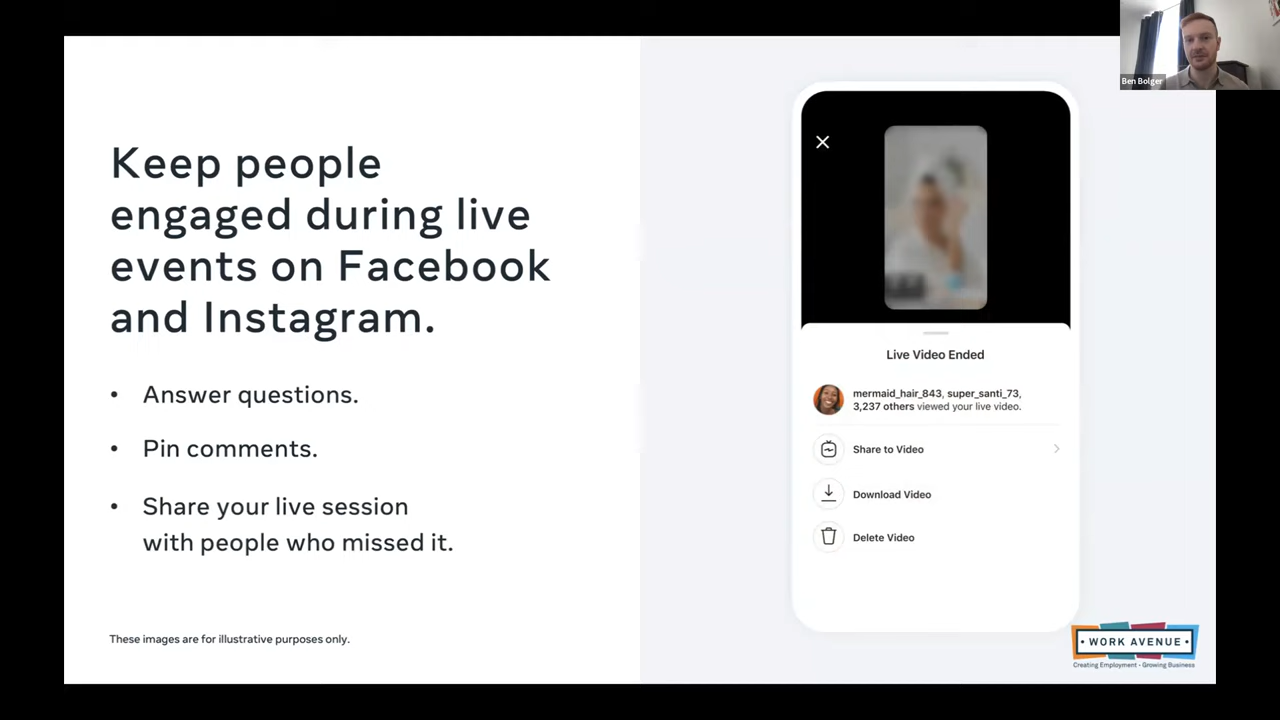 Ben Bolger
Keep people
engaged during live
events on Facebook
and Instagram.
• Answer questions.
• Pin comments.
• Share your live session
with people who missed it.
These images are for illustrative purposes only.
Live Video Ended
mermaid_hair_843, super_santi_73,
3,237 others viewed your live video.
Share to Video
Download Video
Delete Video
• WORK AVENUE •
Creating Employment • Growing Business